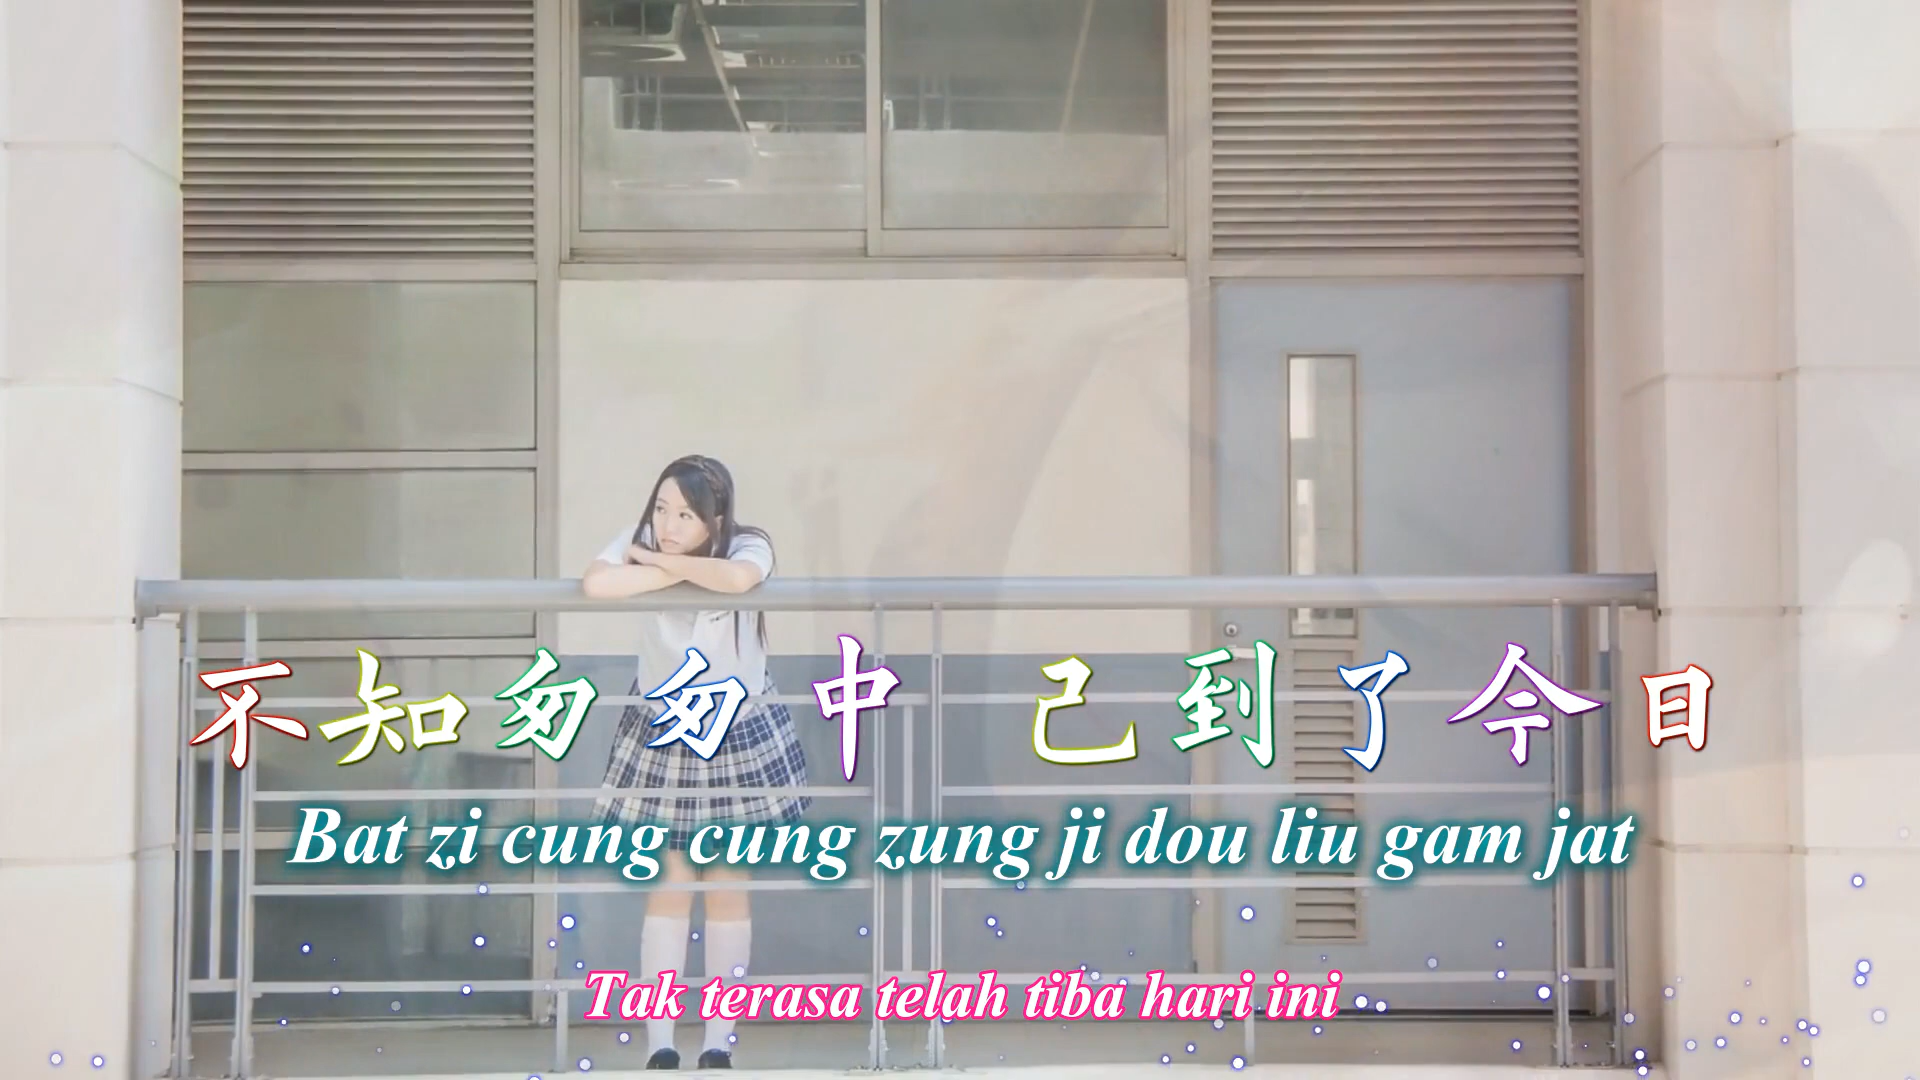 不知匆匆中 己到了今日
Bat zi cung cung zung ji dou liu gam jat
Tak terasa telah tiba hari ini